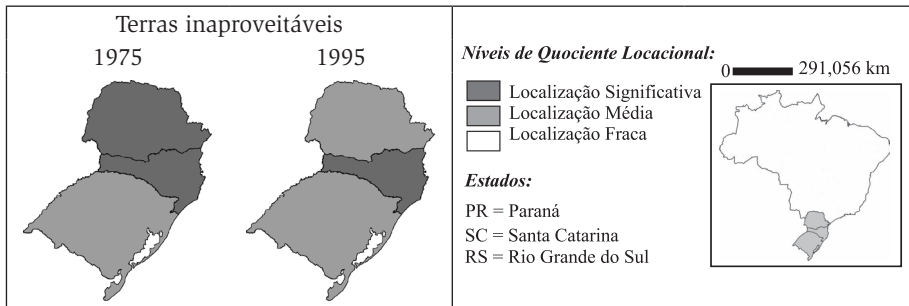 Terras inaproveitáveis
1975
1995
Níveis de Quociente Locacional:
Localização Significativa
Localização Média
Localização Fraca
0 291,056 km
Estados:
PR = Paraná
SC = Santa Catarina
RS = Rio Grande do Sul